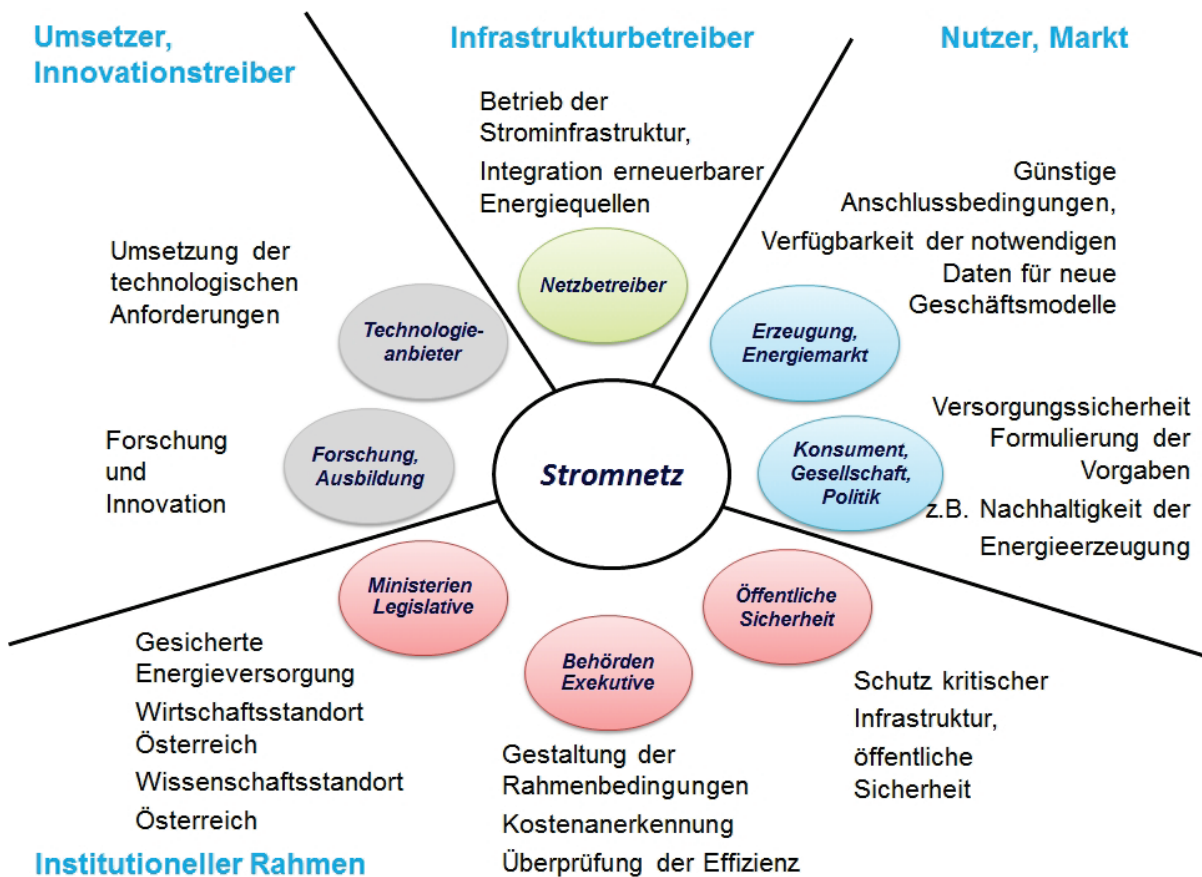 Umsetzer,
Innovationstreiber
Infrastrukturbetreiber
Nutzer, Markt
Betrieb der
Strominfrastruktur,
Integration erneuerbarer
Energiequellen
Günstige
Anschlussbedingungen,
Verfügbarkeit der notwendigen
Daten für neue
Geschäftsmodelle
Umsetzung der
technologischen
Anforderungen
Netzbetreiber
Technologie-
anbieter
Erzeugung,
Energiemarkt
Forschung
und
Innovation
Forschung,
Ausbildung
Stromnetz
Konsument,
Gesellschaft,
Politik
Versorgungssicherheit
Formulierung der
Vorgaben
z.B. Nachhaltigkeit der
Energieerzeugung
Ministerien
Legislative
Behörden
Exekutive
Öffentliche
Sicherheit
Gesicherte
Energieversorgung
Wirtschaftsstandort
Österreich
Wissenschaftsstandort
Österreich
Gestaltung der
Rahmenbedingungen
Kostenanerkennung
Überprüfung der Effizienz
Schutz kritischer
Infrastruktur,
öffentliche
Sicherheit
Institutioneller Rahmen